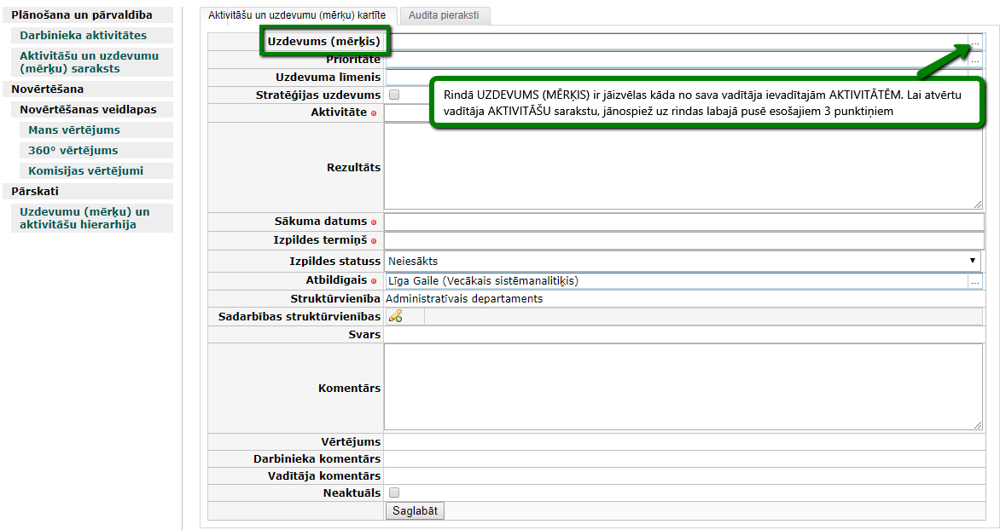 Plānošana un pārvaldība
Darbinieka aktivitātes
Aktivitāšu un uzdevumu
(mērķu) saraksts
Novērtēšana
Novērtēšanas veidlapas
Mans vērtējums
360° vērtējums
Komisijas vērtējumi
Pārskati
Uzdevumu (mērķu) un
aktivitāšu hierarhija
Aktivitāšu un uzdevumu (mērķu) kartīte
Audita pieraksti
Uzdevums (mērķis)
...
Prioritāte
...
Uzdevuma līmenis
Stratēģijas uzdevums
Aktivitāte
Rindā UZDEVUMS (MĒRĶIS) ir jāizvēlas kāda no sava vadītāja ievadītajām AKTIVITĀTĒM. Lai atvērtu
vadītāja AKTIVITĀŠU sarakstu, jānospiež uz rindas labajā pusē esošajiem 3 punktiņiem
Rezultāts
Sākuma datums
Izpildes termiņš
Izpildes statuss
Neiesākts
Atbildīgais
Līga Gaile (Vecākais sistēmanalitiķis)
...
Struktūrvienība
Administratīvais departaments
Sadarbības struktūrvienības
Svars
Komentārs
Vērtējums
Darbinieka komentārs
Vadītāja komentārs
Neaktuāls
Saglabāt